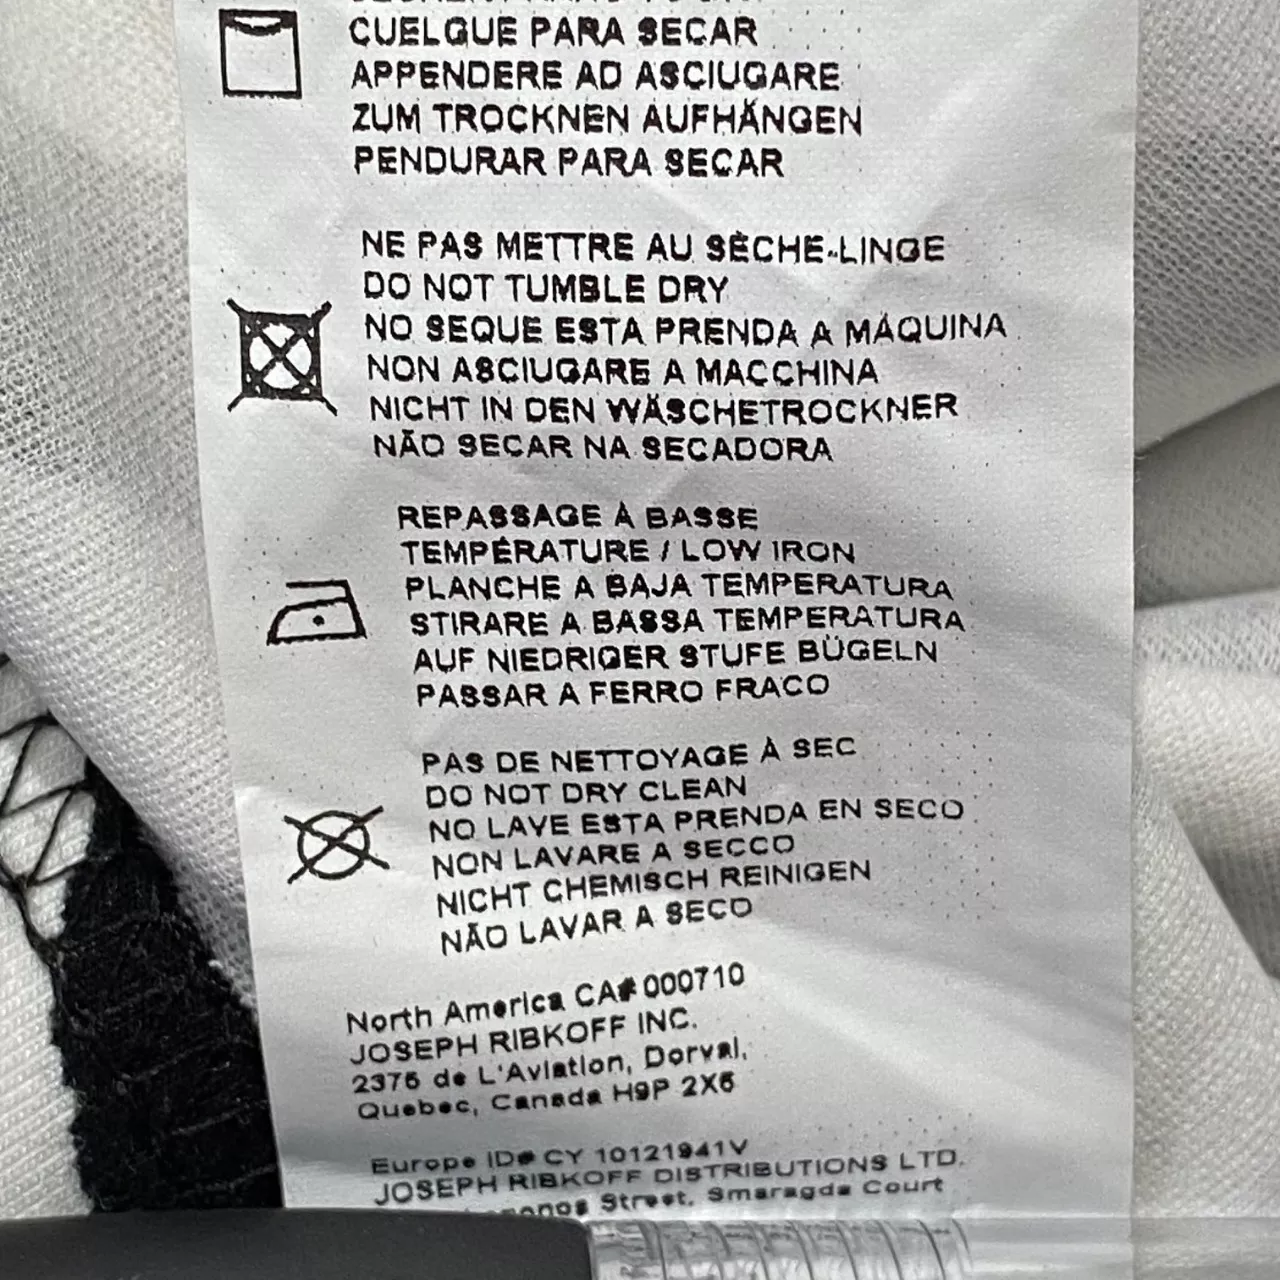 CUELGUE PARA SECAR
APPENDERE AD ASCIUGARE
ZUM TROCKNEN AUFHÄNGEN
PENDURAR PARA SECAR
NE PAS METTRE AU SÈCHE-LINGE
DO NOT TUMBLE DRY
NO SEQUE ESTA PRENDA A MÁQUINA
NON ASCIUGARE A MACCHINA
NICHT IN DEN WÄSCHETROCKNER
NÃO SECAR NA SECADORA
REPASSAGE À BASSE
TEMPÉRATURE / LOW IRON
PLANCHE A BAJA TEMPERATURA
STIRARE A BASSA TEMPERATURA
AUF NIEDRIGER STUFE BÜGELN
PASSAR A FERRO FRACO
PAS DE NETTOYAGE À SEC
DO NOT DRY CLEAN
NO LAVE ESTA PRENDA EN SECO
NON LAVARE A SECCO
NICHT CHEMISCH REINIGEN
NÃO LAVAR A SECO
North America CA# 000710
JOSEPH RIBKOFF INC.
2375 de L'Aviation, Dorval,
Quebec, Canada H9P 2X6
Europe ID# CY 10121941V
JOSEPH RIBKOFF DISTRIBUTIONS LTD.
Street, Smaragda Court